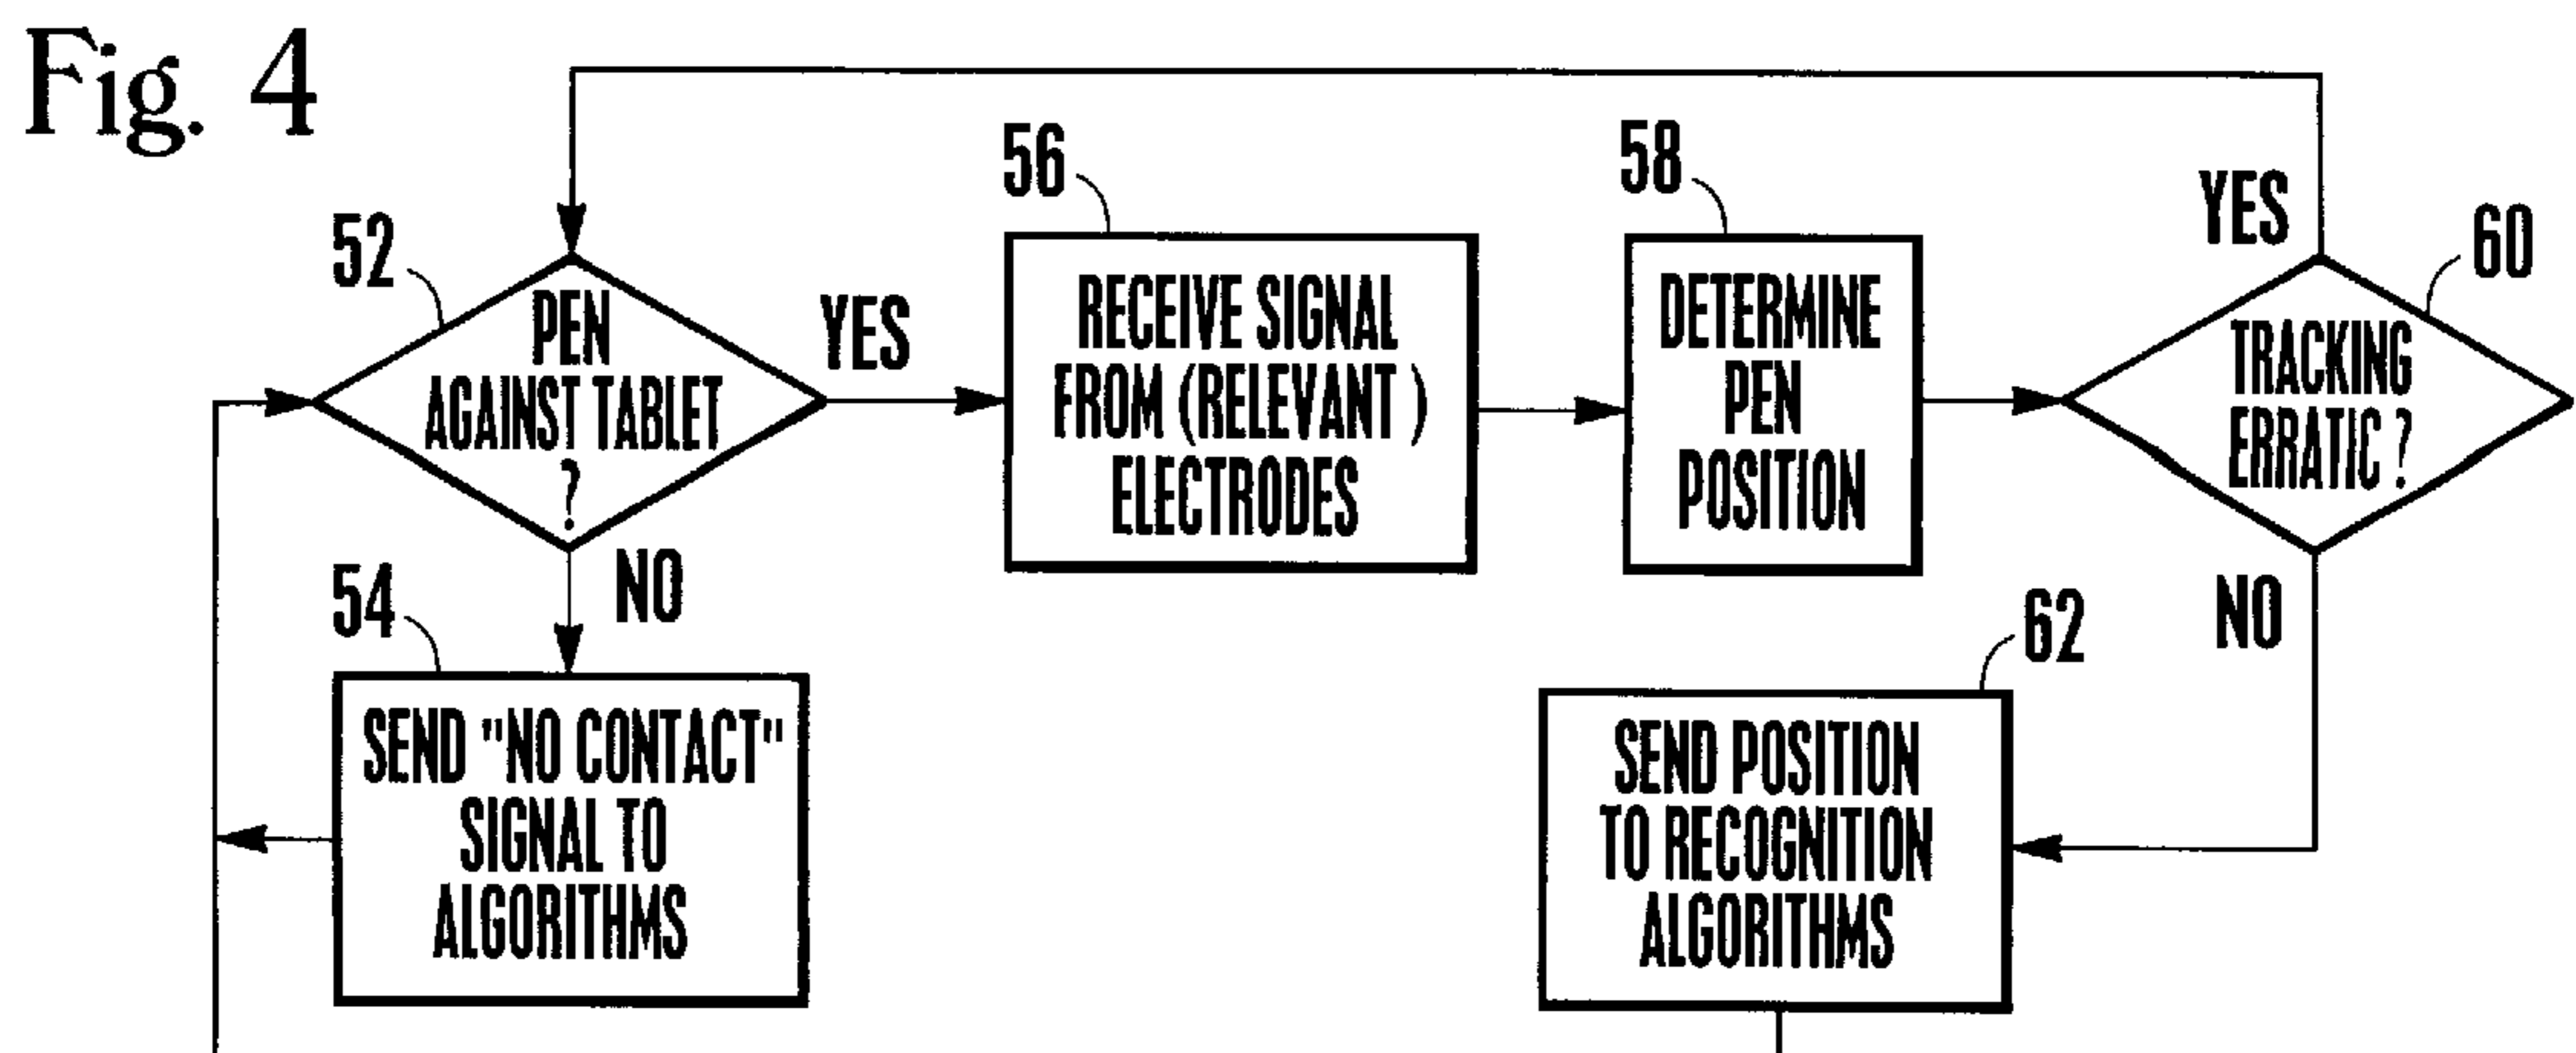 Fig. 4
52
PEN
AGAINST TABLET
?
YES
NO
54
SEND "NO CONTACT"
SIGNAL TO
ALGORITHMS
56
RECEIVE SIGNAL
FROM (RELEVANT )
ELECTRODES
58
DETERMINE
PEN
POSITION
60
TRACKING
ERRATIC ?
YES
NO
62
SEND POSITION
TO RECOGNITION
ALGORITHMS